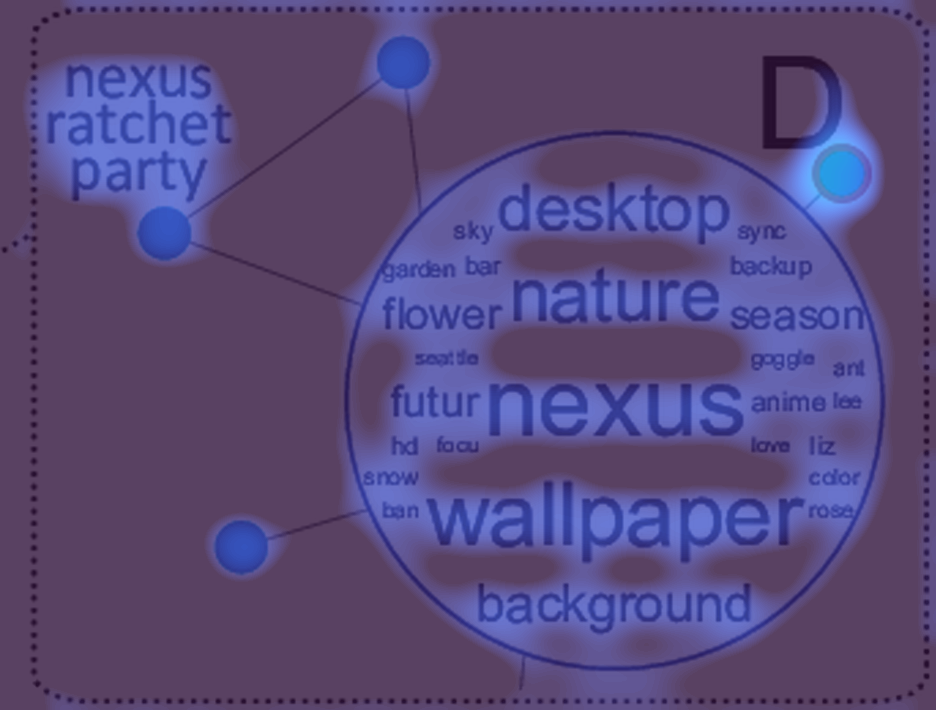 nexus
ratchet
party
D
sky desktop sync
garden bar backup
flower nature season
seattle goggle ant
futur nexus anime lee
hd focu love liz
snow color
ban wallpaper rose
background